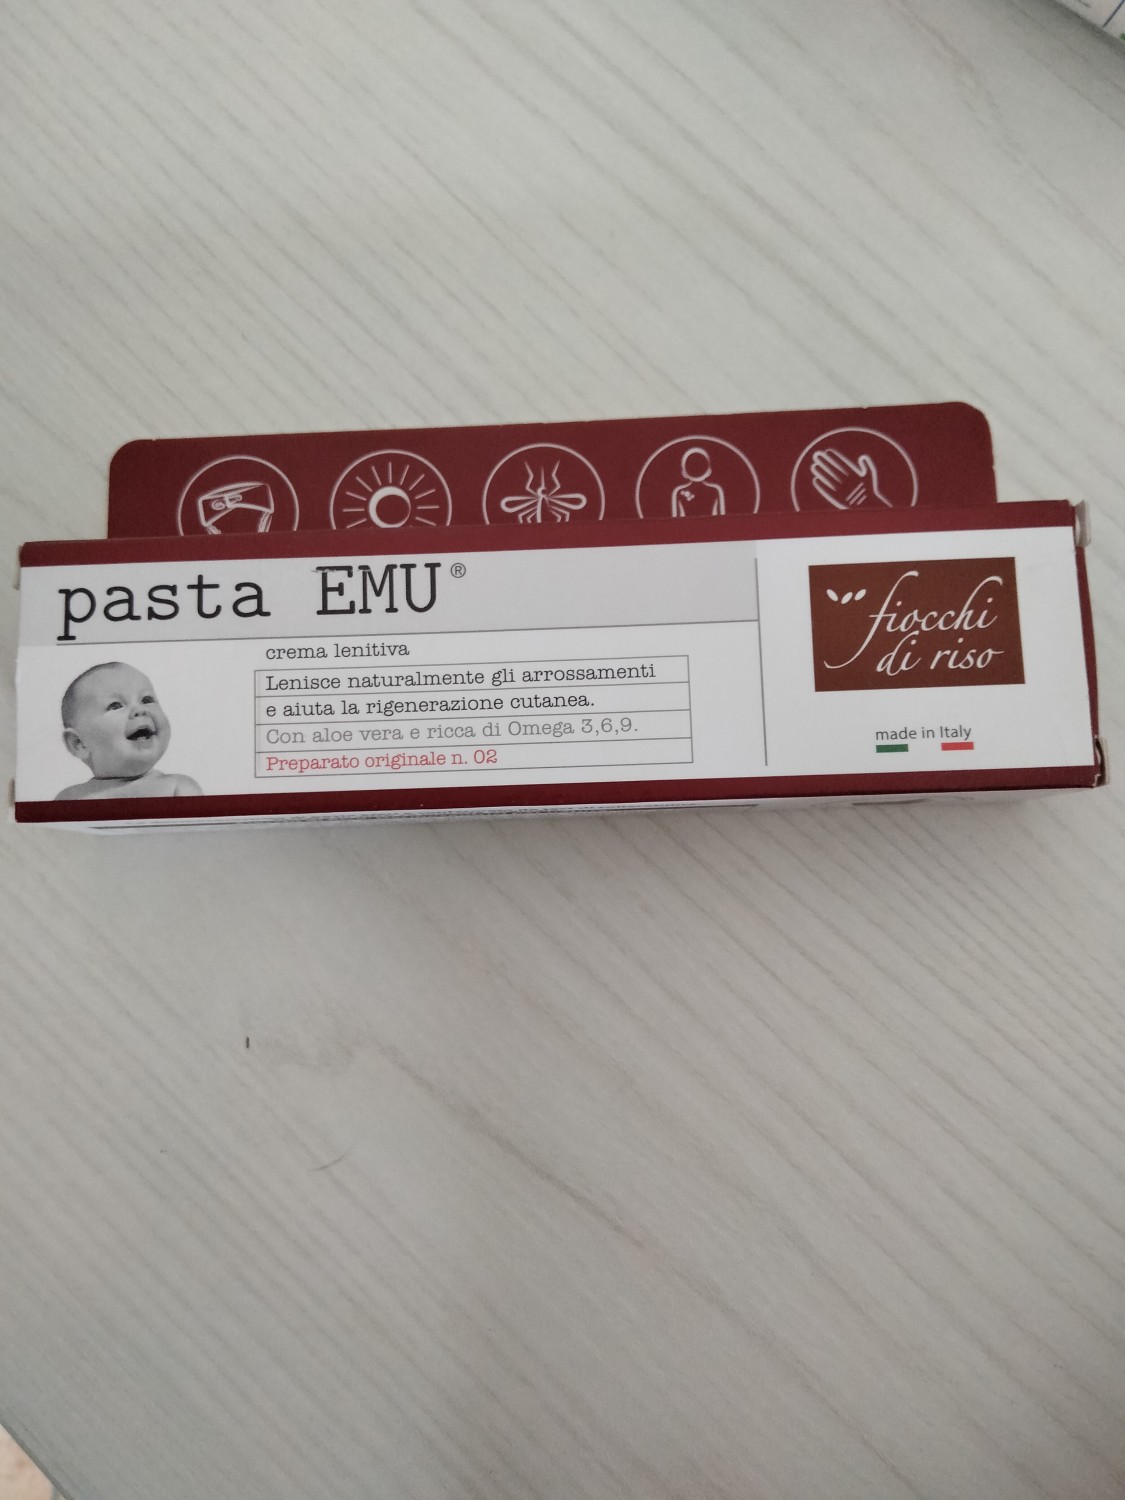 pasta EMU®
crema lenitiva
Lenisce naturalmente gli arrossamenti
e aiuta la rigenerazione cutanea.
Con aloe vera e ricca di Omega 3,6,9.
Preparato originale n. 02
fiocchi
di riso
made in Italy